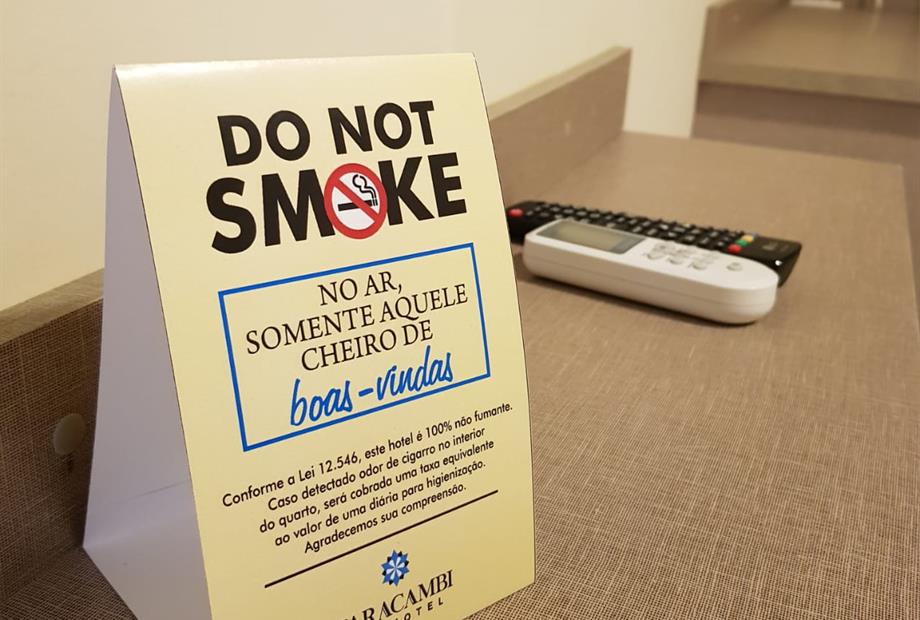 DO NOT
SMOKE
NO AR,
SOMENTE AQUELE
CHEIRO DE
boas-vindas
Conforme a Lei 12.546, este hotel é 100% não fumante.
Caso detectado odor de cigarro no interior
do quarto, será cobrada uma taxa equivalente
ao valor de uma diária para higienização.
Agradecemos sua compreensão.